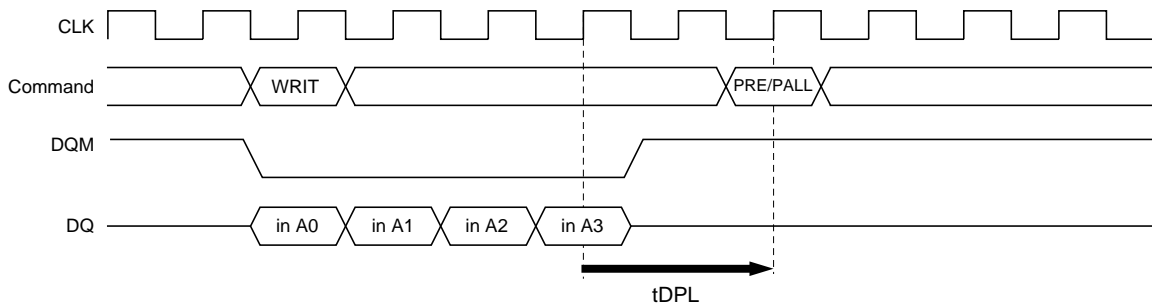 CLK
Command WRIT PRE/PALL
DQM
DQ in A0 in A1 in A2 in A3
tDPL